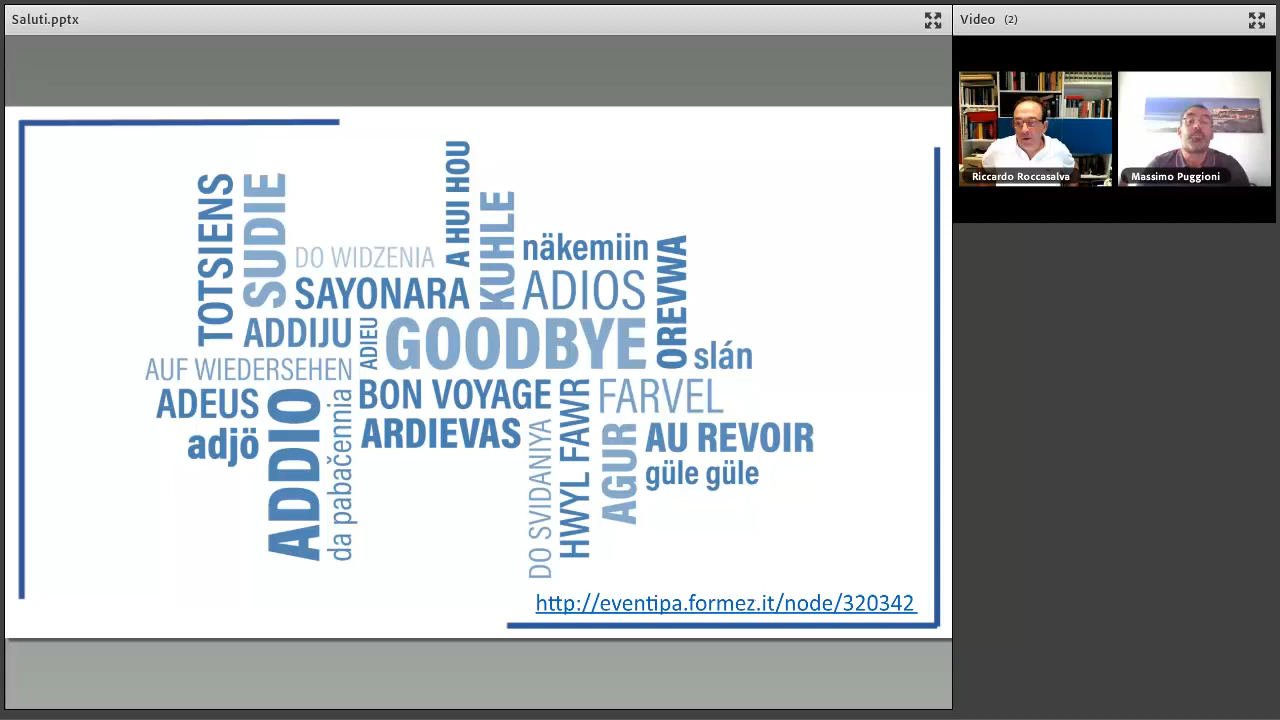 Saluti.pptx
Video (2)
Riccardo Roccasalva
Massimo Puggioni
TOTSIENS
SUDIE
DO WIDZENIA
A HUI HOU
KUHLE
näkemiin
OREVWA
SAYONARA
ADIOS
ADDIJU
ADIEU
GOODBYE
slán
AUF WIEDERSEHEN
BON VOYAGE
FARVEL
ADEUS
ADDIO
da pabačennia
ARDIEVAS
DO SVIDANIYA
HWYL FAWR
AGUR
AU REVOIR
adjö
güle güle
http://eventipa.formez.it/node/320342